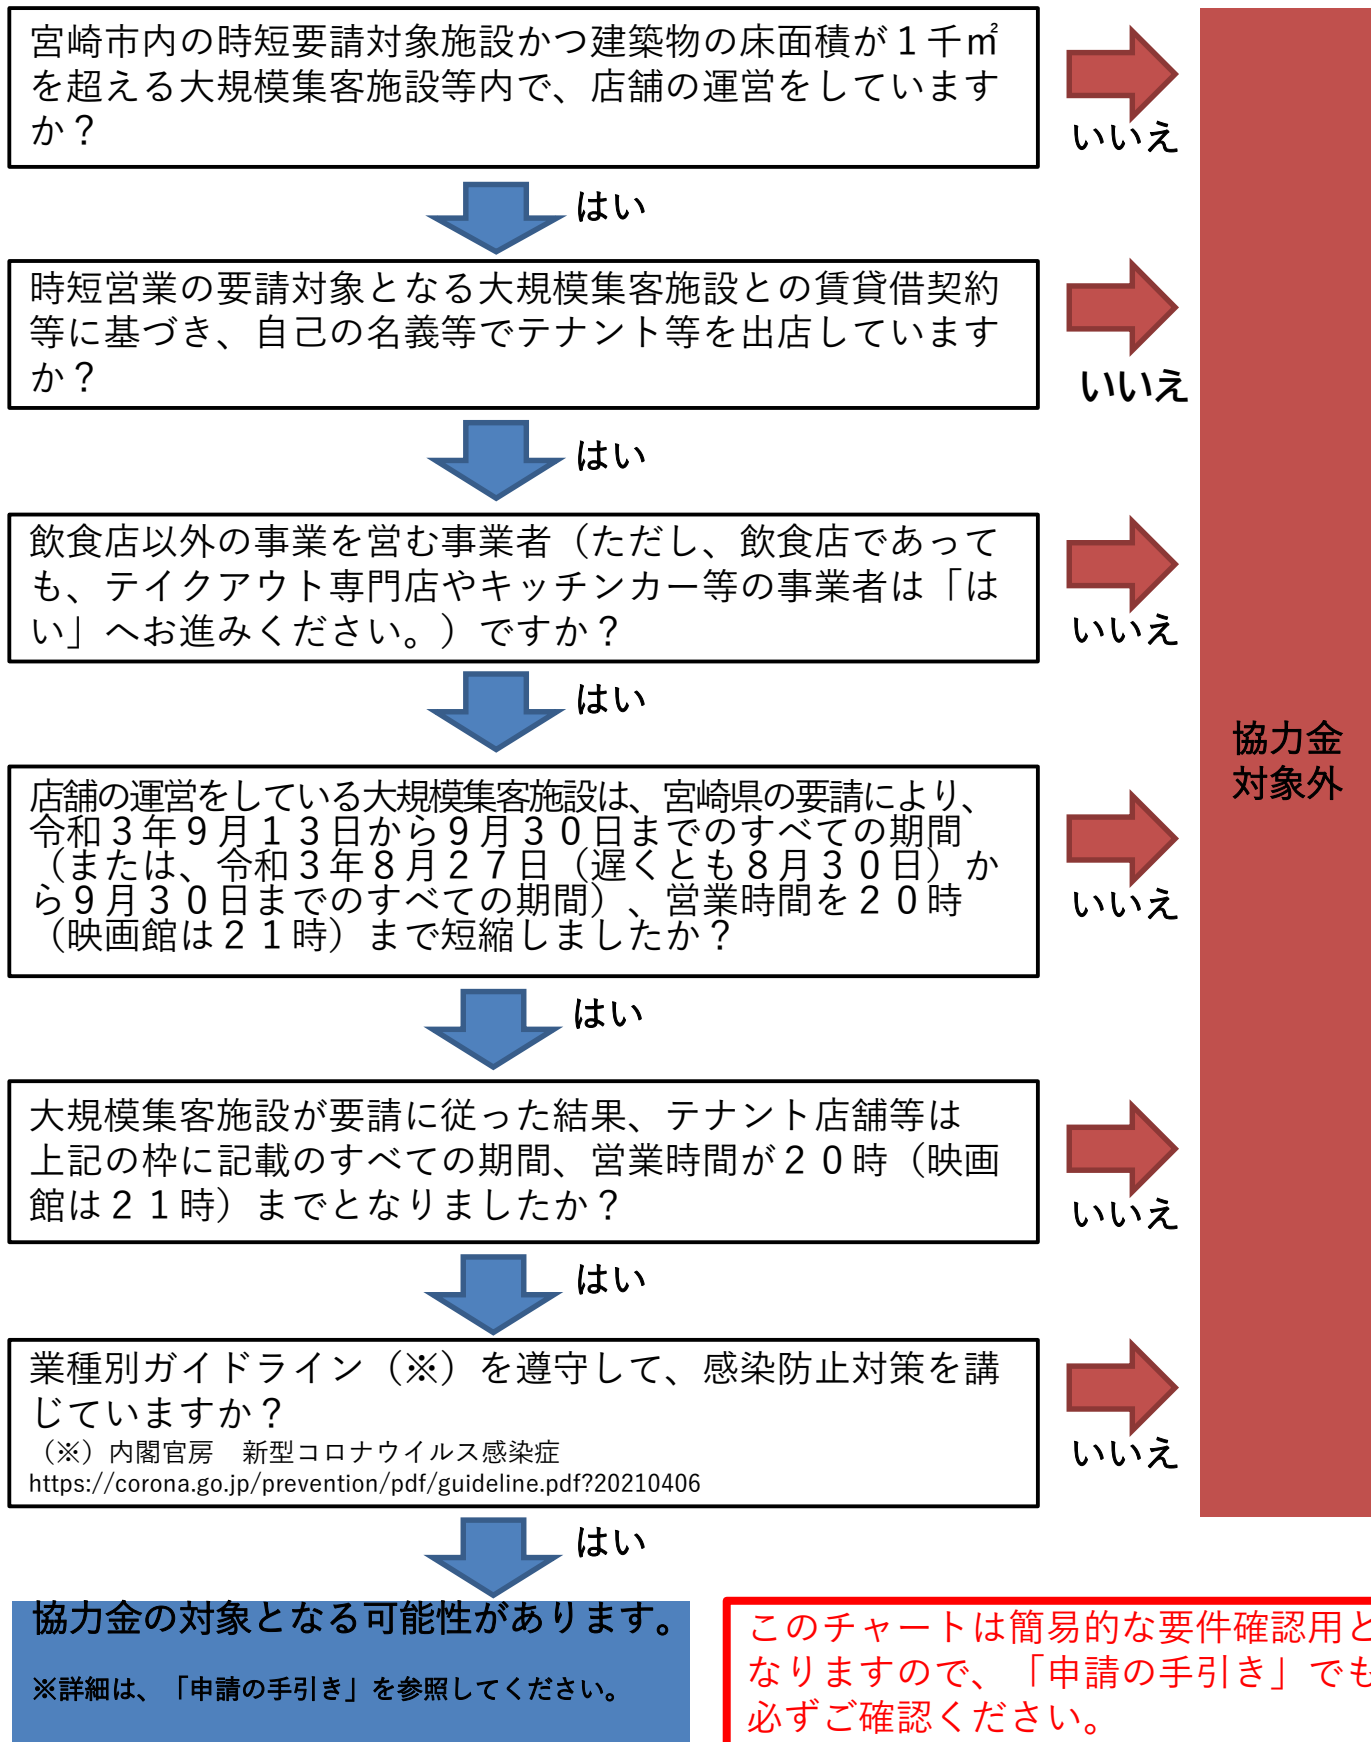 宮崎市内の時短要請対象施設かつ建築物の床面積が１千㎡
を超える大規模集客施設等内で、店舗の運営をしています
か？
いいえ
はい
時短営業の要請対象となる大規模集客施設との賃貸借契約
等に基づき、自己の名義等でテナント等を出店しています
か？
いいえ
はい
飲食店以外の事業を営む事業者（ただし、飲食店であって
も、テイクアウト専門店やキッチンカー等の事業者は「は
い」へお進みください。）ですか？
いいえ
はい
協力金
対象外
店舗の運営をしている大規模集客施設は、宮崎県の要請により、
令和３年９月１３日から９月３０日までのすべての期間
（または、令和３年８月２７日（遅くとも８月３０日）か
ら９月３０日までのすべての期間）、営業時間を２０時
（映画館は２１時）まで短縮しましたか？
いいえ
はい
大規模集客施設が要請に従った結果、テナント店舗等は
上記の枠に記載のすべての期間、営業時間が２０時（映画
館は２１時）までとなりましたか？
いいえ
はい
業種別ガイドライン（※）を遵守して、感染防止対策を講
じていますか？
（※）内閣官房　新型コロナウイルス感染症
https://corona.go.jp/prevention/pdf/guideline.pdf?20210406
いいえ
はい
協力金の対象となる可能性があります。
※詳細は、「申請の手引き」を参照してください。
このチャートは簡易的な要件確認用と
なりますので、「申請の手引き」でも
必ずご確認ください。